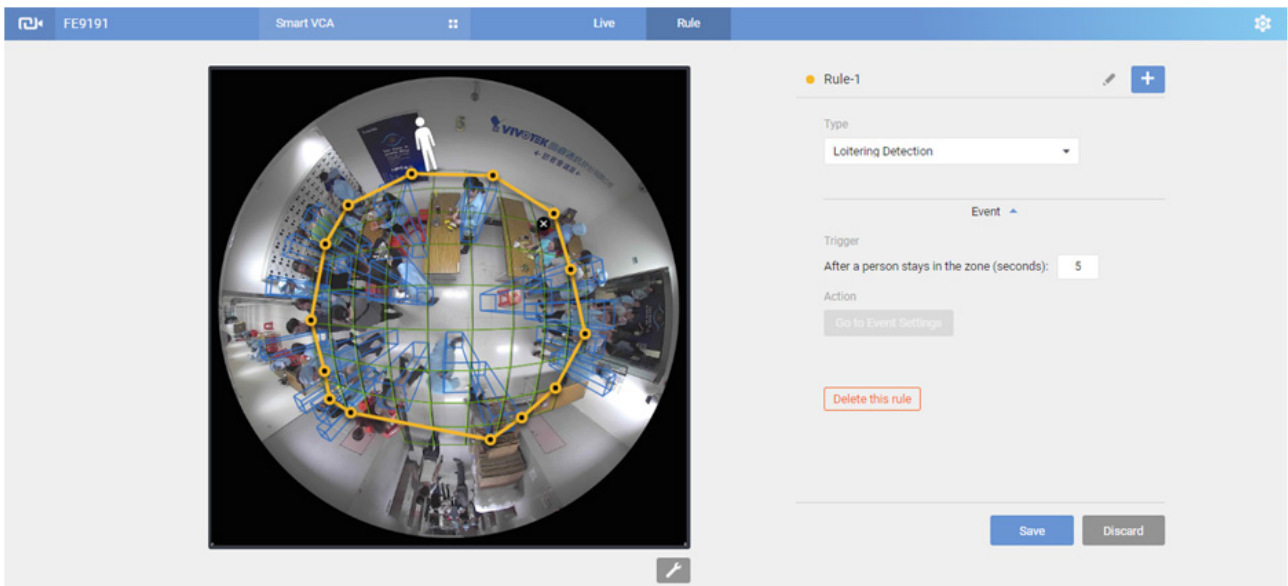 FE9191
Smart VCA
Live
Rule
VIVOTEK
Rule-1
Type
Loitering Detection
Event
Trigger
After a person stays in the zone (seconds): 5
Action
Go to Event Settings
Delete this rule
Save
Discard